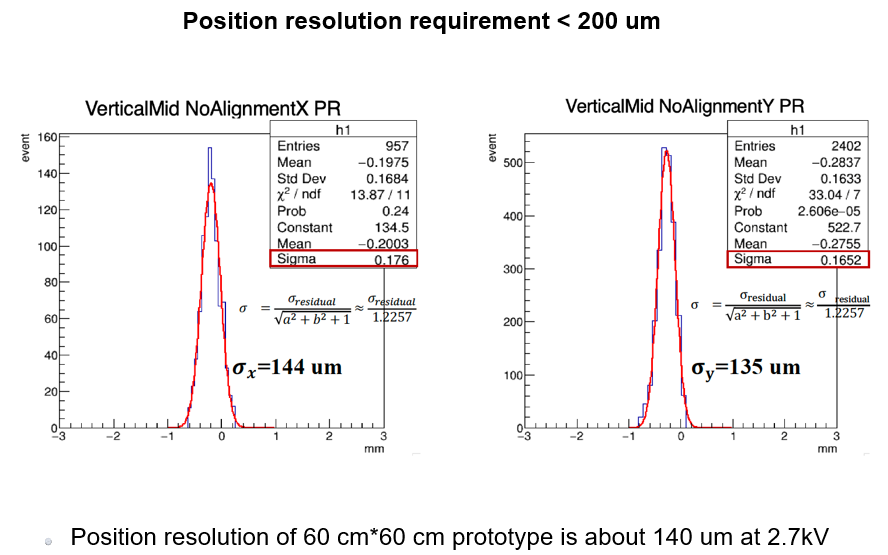 Position resolution requirement < 200 um
VerticalMid NoAlignmentX PR
event
h1
Entries 957
Mean −0.1975
Std Dev 0.1684
χ² / ndf 13.87 / 11
Prob 0.24
Constant 134.5
Mean −0.2003
Sigma 0.176
160
140
120
100
80
60
40
20
0
σ = σresidual / √a² + b² + 1 ≈ σresidual / 1.2257
σx=144 um
−3 −2 −1 0 1 2 3
mm
VerticalMid NoAlignmentY PR
event
h1
Entries 2402
Mean −0.2837
Std Dev 0.1633
χ² / ndf 33.04 / 7
Prob 2.606e−05
Constant 522.7
Mean −0.2755
Sigma 0.1652
500
400
300
200
100
0
σ = σresidual / √a² + b² + 1 ≈ σ residual / 1.2257
σy=135 um
−3 −2 −1 0 1 2 3
mm
Position resolution of 60 cm*60 cm prototype is about 140 um at 2.7kV